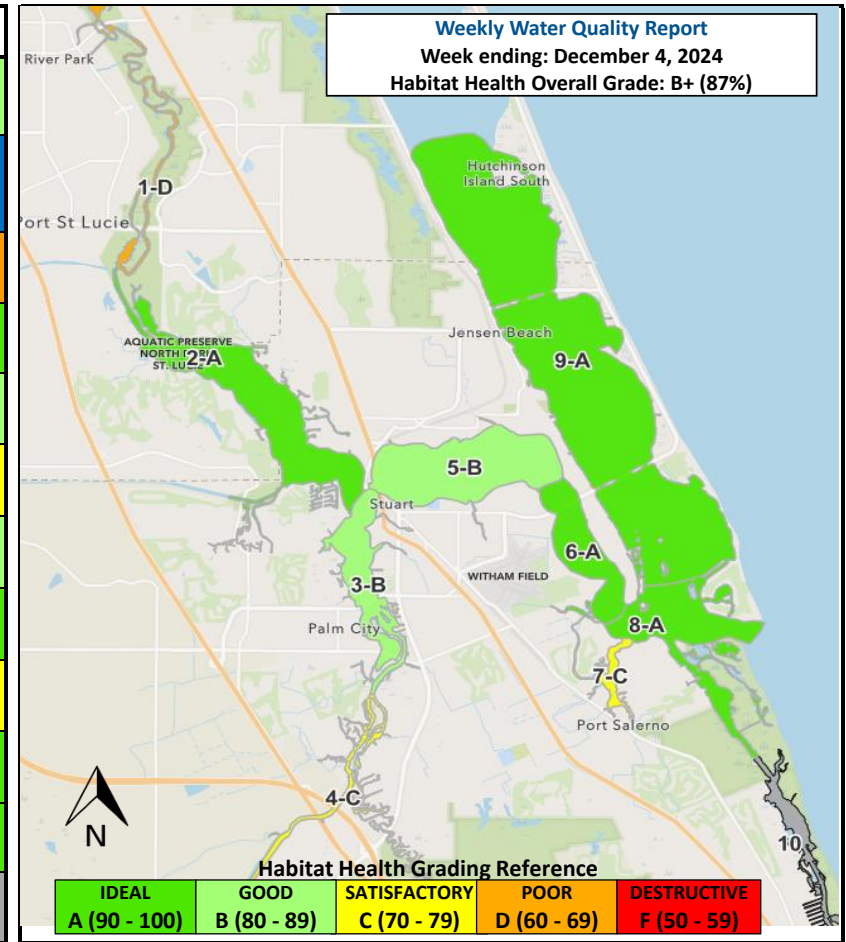 Weekly Water Quality Report
Week ending: December 4, 2024
Habitat Health Overall Grade: B+ (87%)
River Park
Hutchinson
Island South
1-D
Port St Lucie
Jensen Beach
AQUATIC PRESERVE
NORTH
ST. LUCIE
2-A
9-A
5-B
Stuart
6-A
WITHAM FIELD
3-B
Palm City
8-A
7-C
Port Salerno
4-C
10
N
Habitat Health Grading Reference
IDEAL
A (90 - 100)
GOOD
B (80 - 89)
SATISFACTORY
C (70 - 79)
POOR
D (60 - 69)
DESTRUCTIVE
F (50 - 59)